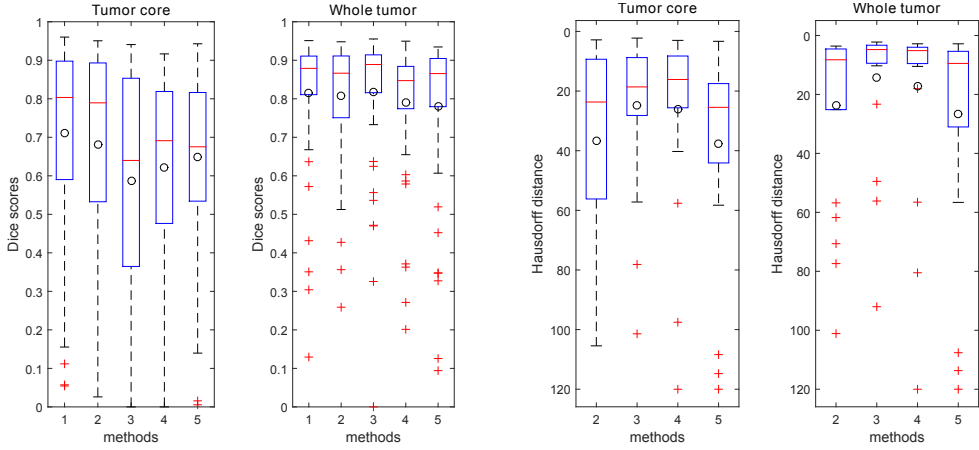 Tumor core
Dice scores
1
0.9
0.8
0.7
0.6
0.5
0.4
0.3
0.2
0.1
0
1 2 3 4 5
methods
Whole tumor
Dice scores
1
0.9
0.8
0.7
0.6
0.5
0.4
0.3
0.2
0.1
0
1 2 3 4 5
methods
Tumor core
Hausdorff distance
0
20
40
60
80
100
120
2 3 4 5
methods
Whole tumor
Hausdorff distance
0
20
40
60
80
100
120
2 3 4 5
methods